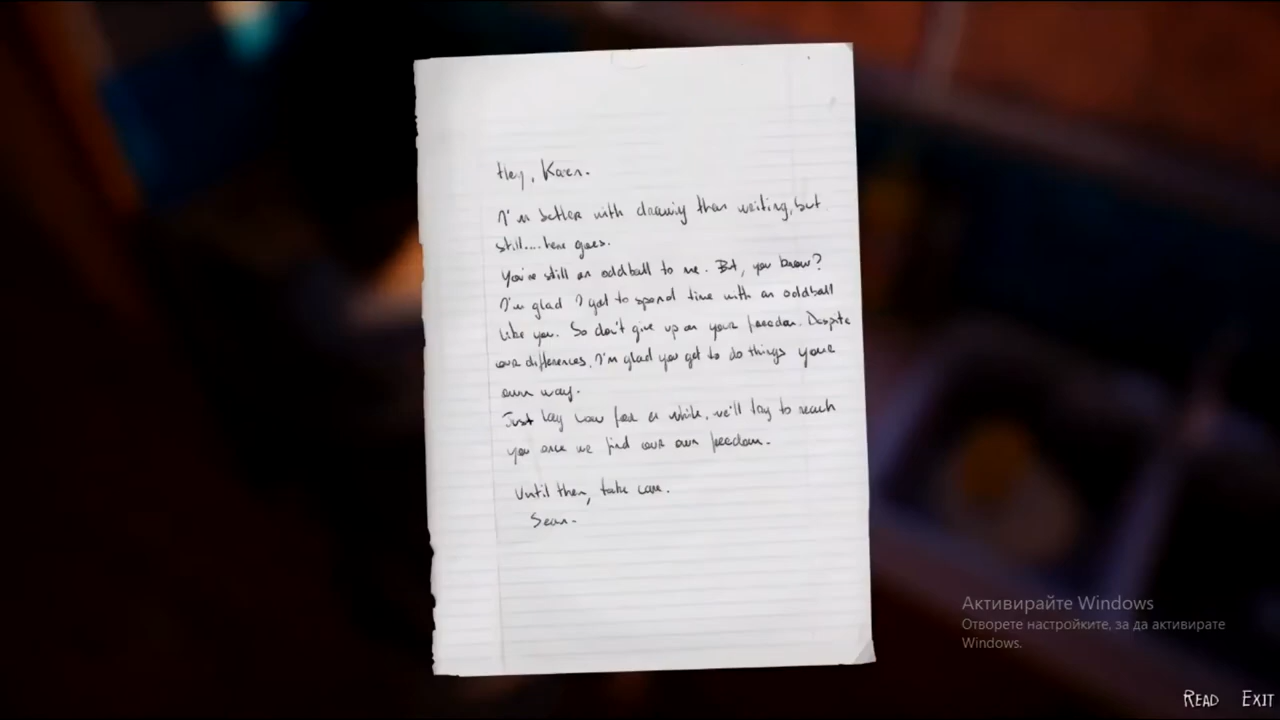 Hey, Karen.
I'm better with drawing than writing, but
still.... here goes.
You're still an oddball to me. But, you know?
I'm glad I got to spend time with an oddball
like you. So don't give up on your freedom. Despite
our differences, I'm glad you get to do things your
own way.
Just lay low for a while, we'll try to reach
you once we find our own freedom.
Until then, take care.
Sean.
Активирайте Windows
Отворете настройките, за да активирате
Windows.
READ EXIT